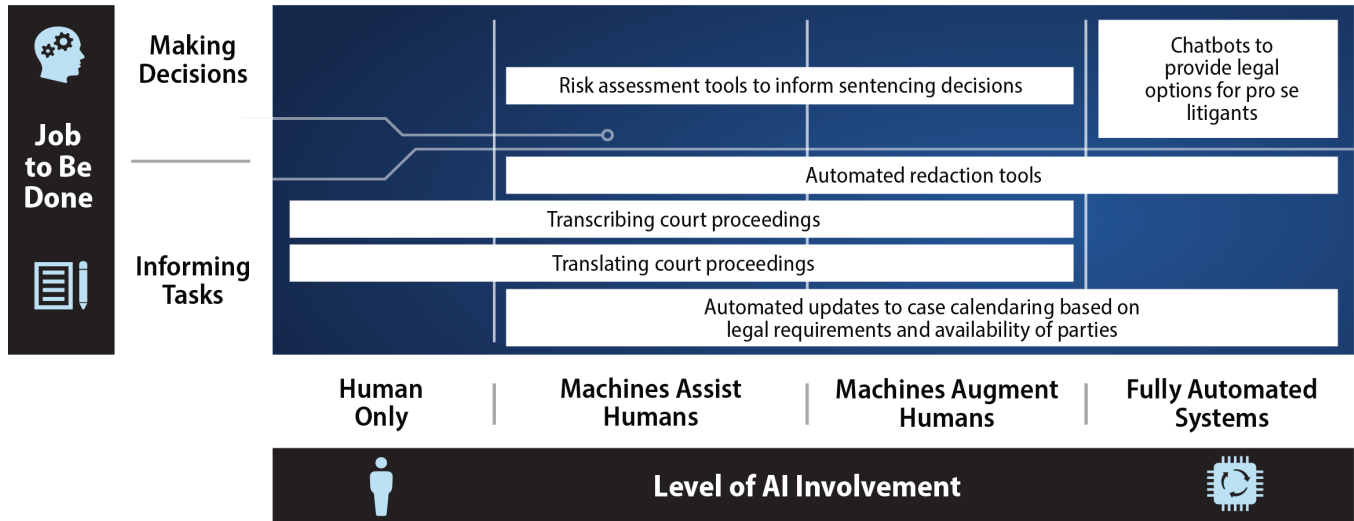 Job
to Be
Done
Making
Decisions
Informing
Tasks
Risk assessment tools to inform sentencing decisions
Chatbots to
provide legal
options for pro se
litigants
Automated redaction tools
Transcribing court proceedings
Translating court proceedings
Automated updates to case calendaring based on
legal requirements and availability of parties
Human
Only
Machines Assist
Humans
Machines Augment
Humans
Fully Automated
Systems
Level of AI Involvement